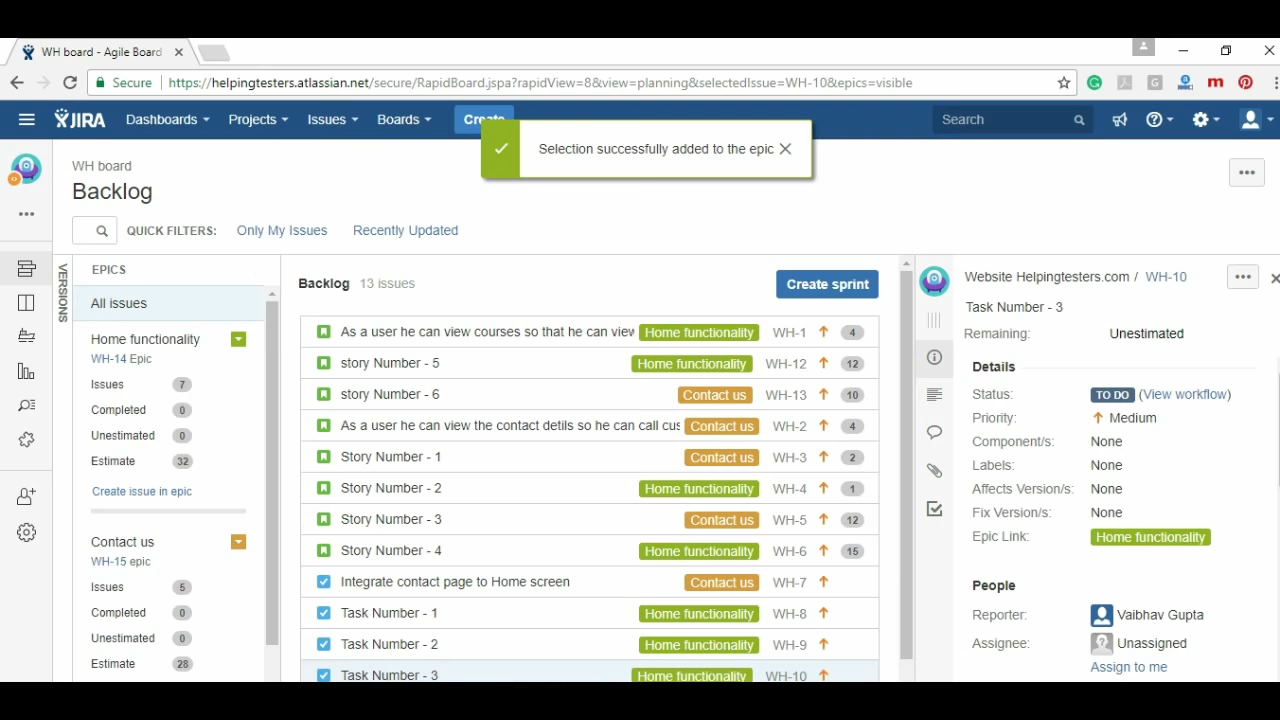 WH board - Agile Board
Secure https://helpingtesters.atlassian.net/secure/RapidBoard.jspa?rapidView=8&view=planning&selectedIssue=WH-10&epics=visible
JIRA Dashboards Projects Issues Boards Create Search
Selection successfully added to the epic
WH board
Backlog
QUICK FILTERS: Only My Issues Recently Updated
VERSIONS
EPICS
All issues
Home functionality
WH-14 Epic
Issues 7
Completed 0
Unestimated 0
Estimate 32
Create issue in epic
Contact us
WH-15 epic
Issues 5
Completed 0
Unestimated 0
Estimate 28
Backlog 13 issues Create sprint
As a user he can view courses so that he can view Home functionality WH-1 4
story Number - 5 Home functionality WH-12 12
story Number - 6 Contact us WH-13 10
As a user he can view the contact detils so he can call cus Contact us WH-2 4
Story Number - 1 Contact us WH-3 2
Story Number - 2 Home functionality WH-4 1
Story Number - 3 Contact us WH-5 12
Story Number - 4 Home functionality WH-6 15
Integrate contact page to Home screen Contact us WH-7
Task Number - 1 Home functionality WH-8
Task Number - 2 Home functionality WH-9
Task Number - 3 Home functionality WH-10
Website Helpingtesters.com / WH-10
Task Number - 3
Remaining: Unestimated
Details
Status: TO DO (View workflow)
Priority: Medium
Component/s: None
Labels: None
Affects Version/s: None
Fix Version/s: None
Epic Link: Home functionality
People
Reporter: Vaibhav Gupta
Assignee: Unassigned
Assign to me